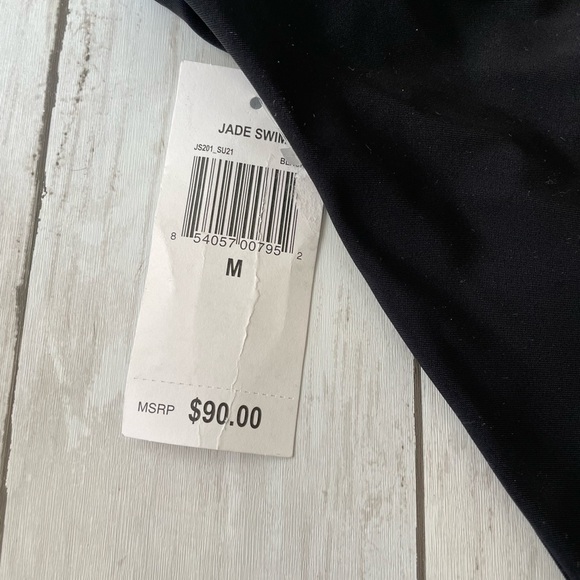 JADE SWIM
JS201_SU21
8 54057 00795 2
M
MSRP $90.00